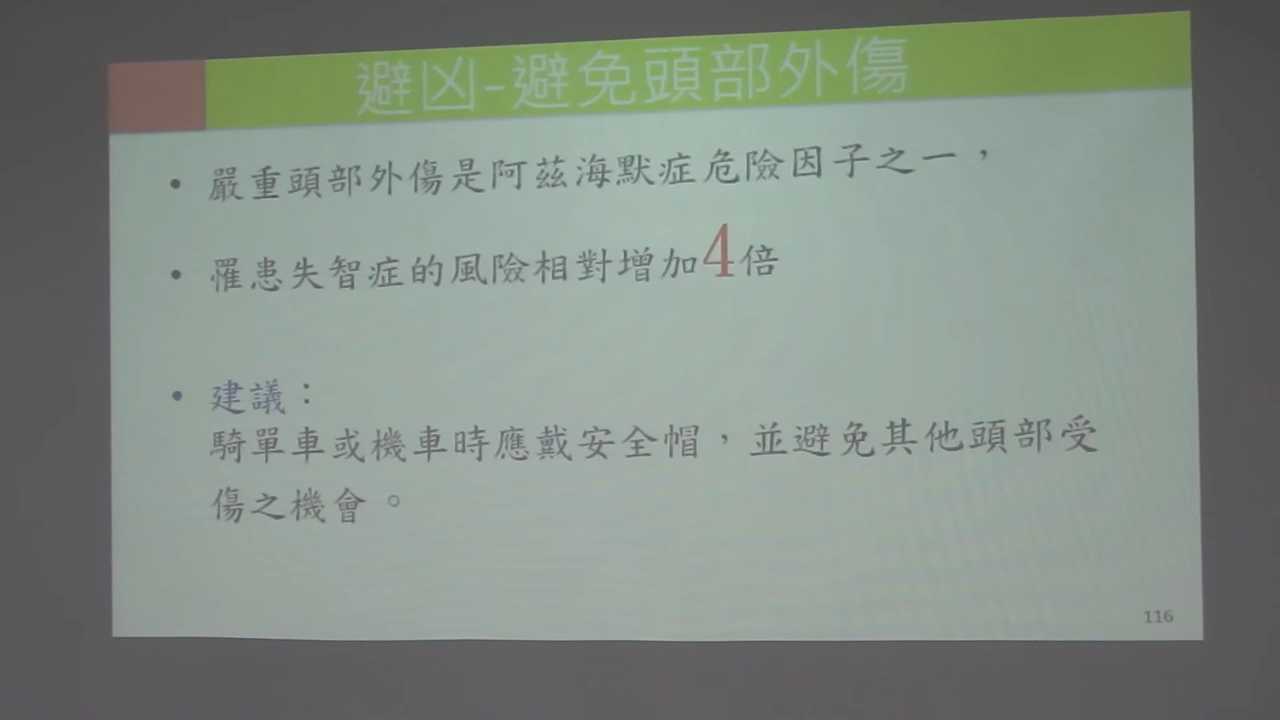 避凶-避免頭部外傷
• 嚴重頭部外傷是阿茲海默症危險因子之一，
• 罹患失智症的風險相對增加4倍
• 建議：
騎單車或機車時應戴安全帽，並避免其他頭部受
傷之機會。
116